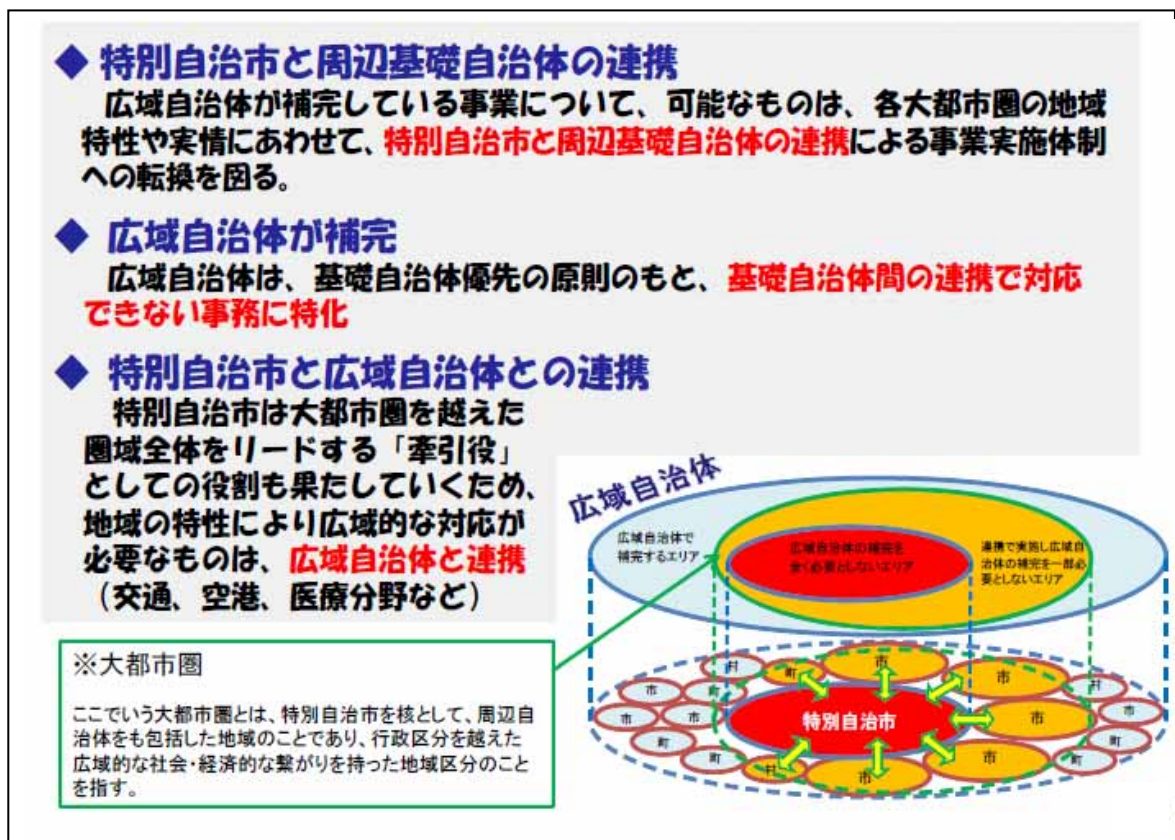 ◆ 特別自治市と周辺基礎自治体の連携
広域自治体が補完している事業について、可能なものは、各大都市圏の地域
特性や実情にあわせて、特別自治市と周辺基礎自治体の連携による事業実施体制
への転換を図る。
◆ 広域自治体が補完
広域自治体は、基礎自治体優先の原則のもと、基礎自治体間の連携で対応
できない事務に特化
◆ 特別自治市と広域自治体との連携
特別自治市は大都市圏を越えた
圏域全体をリードする「牽引役」
としての役割も果たしていくため、
地域の特性により広域的な対応が
必要なものは、広域自治体と連携
(交通、空港、医療分野など)
広域自治体
広域自治体で
補完するエリア
広域自治体の補完を
全く必要としないエリア
連携で実施し広域自
治体の補完を一部必
要としないエリア
※大都市圏
ここでいう大都市圏とは、特別自治市を核として、周辺自
治体をも包括した地域のことであり、行政区分を越えた
広域的な社会・経済的な繋がりを持った地域区分のこと
を指す。
村
町
市
市
村
市
町
市
市
市
特別自治市
市
市
町
町
町
村
市
市
町